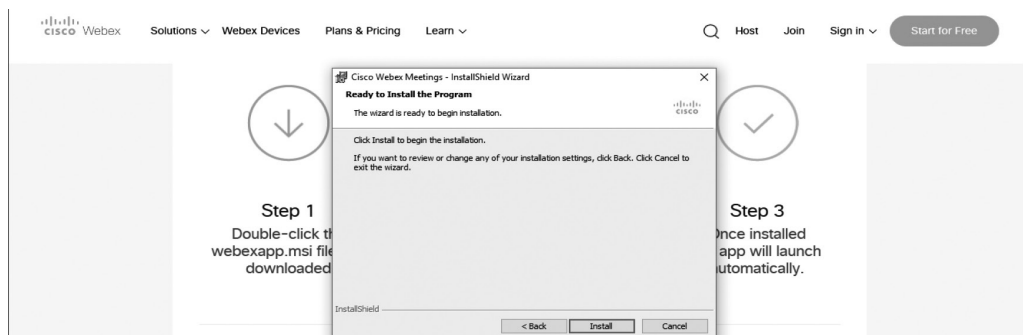 cisco Webex Solutions Webex Devices Plans & Pricing Learn Host Join Sign in Start for Free
Cisco Webex Meetings - InstallShield Wizard
Ready to Install the Program
The wizard is ready to begin installation.
cisco
Click Install to begin the installation.
If you want to review or change any of your installation settings, click Back. Click Cancel to
exit the wizard.
InstallShield
< Back Install Cancel
Step 1
Double-click
webexapp.msi
downloaded
Step 3
installed
app will launch